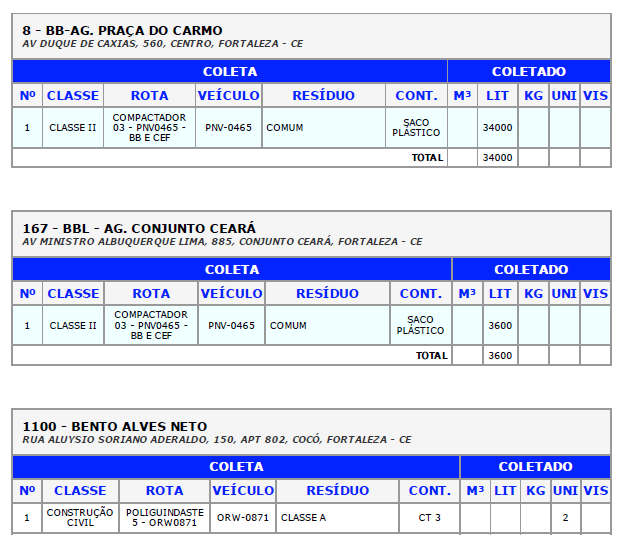 8 - BB-AG. PRAÇA DO CARMO
AV DUQUE DE CAXIAS, 560, CENTRO, FORTALEZA - CE
COLETA COLETADO
Nº CLASSE ROTA VEÍCULO RESÍDUO CONT. M³ LIT KG UNI VIS
1 CLASSE II COMPACTADOR 03 - PNV0465 - BB E CEF PNV-0465 COMUM SACO PLÁSTICO 34000
TOTAL 34000
167 - BBL - AG. CONJUNTO CEARÁ
AV MINISTRO ALBUQUERQUE LIMA, 885, CONJUNTO CEARÁ, FORTALEZA - CE
COLETA COLETADO
Nº CLASSE ROTA VEÍCULO RESÍDUO CONT. M³ LIT KG UNI VIS
1 CLASSE II COMPACTADOR 03 - PNV0465 - BB E CEF PNV-0465 COMUM SACO PLÁSTICO 3600
TOTAL 3600
1100 - BENTO ALVES NETO
RUA ALUYSIO SORIANO ADERALDO, 150, APT 802, COCÓ, FORTALEZA - CE
COLETA COLETADO
Nº CLASSE ROTA VEÍCULO RESÍDUO CONT. M³ LIT KG UNI VIS
1 CONSTRUÇÃO CIVIL POLIGUINDASTE 5 - ORW0871 ORW-0871 CLASSE A CT 3 2